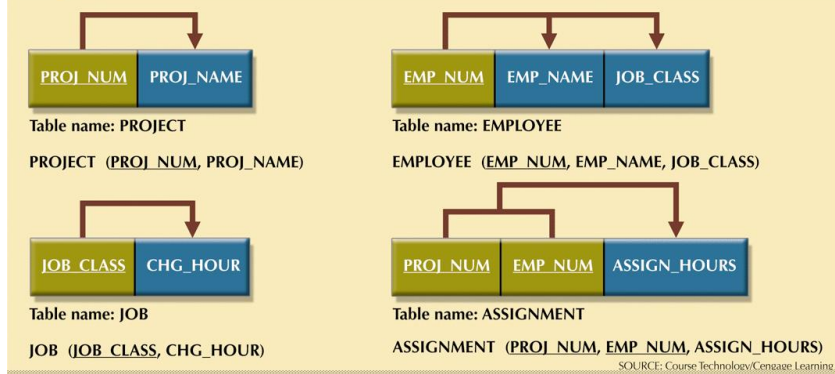 PROJ_NUM PROJ_NAME
Table name: PROJECT
PROJECT (PROJ_NUM, PROJ_NAME)
EMP_NUM EMP_NAME JOB_CLASS
Table name: EMPLOYEE
EMPLOYEE (EMP_NUM, EMP_NAME, JOB_CLASS)
JOB_CLASS CHG_HOUR
Table name: JOB
JOB (JOB_CLASS, CHG_HOUR)
PROJ_NUM EMP_NUM ASSIGN_HOURS
Table name: ASSIGNMENT
ASSIGNMENT (PROJ_NUM, EMP_NUM, ASSIGN_HOURS)
SOURCE: Course Technology/Cengage Learning